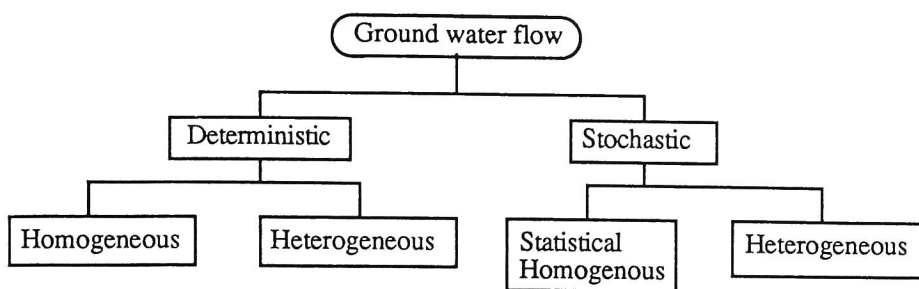 Ground water flow
Deterministic
Stochastic
Homogeneous
Heterogeneous
Statistical
Homogenous
Heterogeneous